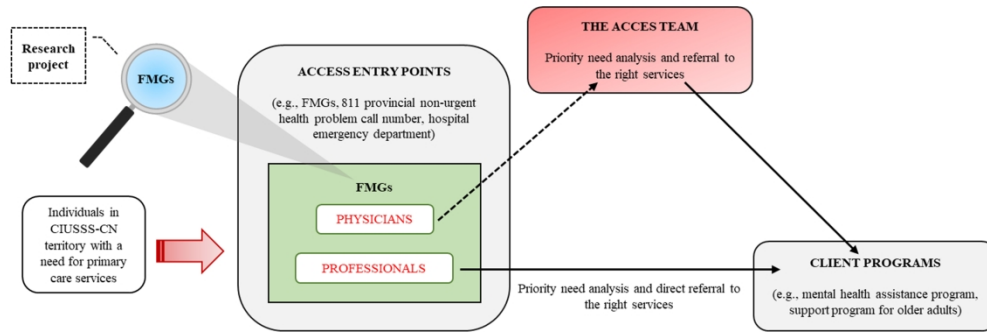 Research
project
FMGs
Individuals in
CIUSSS-CN
territory with a
need for primary
care services
ACCESS ENTRY POINTS
(e.g., FMGs, 811 provincial non-urgent
health problem call number, hospital
emergency department)
FMGs
PHYSICIANS
PROFESSIONALS
THE ACCES TEAM
Priority need analysis and referral to
the right services
Priority need analysis and direct referral to
the right services
CLIENT PROGRAMS
(e.g., mental health assistance program,
support program for older adults)